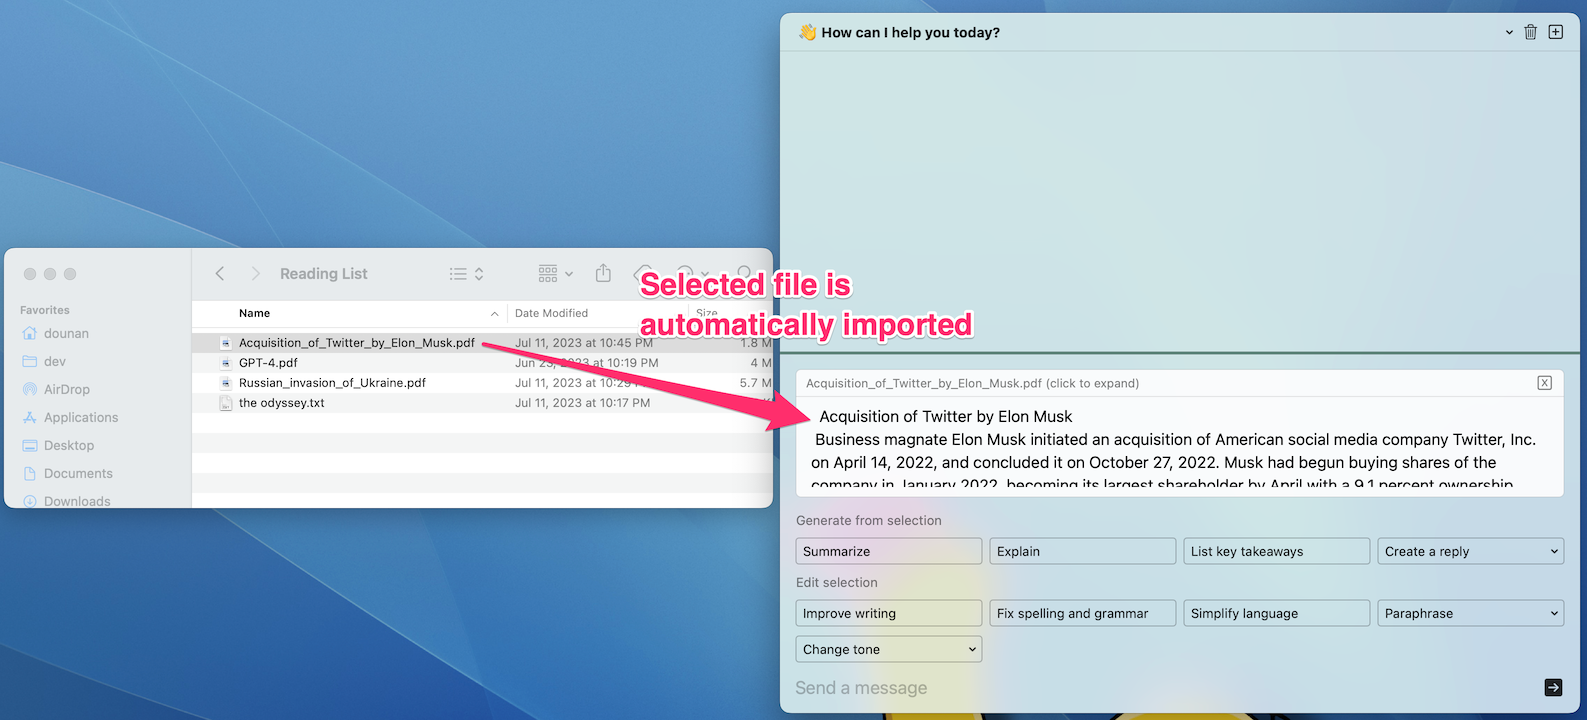 👋 How can I help you today?
Reading List
Favorites
dounan
dev
AirDrop
Applications
Desktop
Documents
Downloads
Name Date Modified Size
Acquisition_of_Twitter_by_Elon_Musk.pdf Jul 11, 2023 at 10:45 PM 1.8 M
GPT-4.pdf Jun 23, 2023 at 10:19 PM 4 M
Russian_invasion_of_Ukraine.pdf Jul 11, 2023 at 5.7 M
the odyssey.txt Jul 11, 2023 at 10:17 PM
Selected file is
automatically imported
Acquisition_of_Twitter_by_Elon_Musk.pdf (click to expand)
X
Acquisition of Twitter by Elon Musk
Business magnate Elon Musk initiated an acquisition of American social media company Twitter, Inc.
on April 14, 2022, and concluded it on October 27, 2022. Musk had begun buying shares of the
company in January 2022, becoming its largest shareholder by April with a 9.1 percent ownership
Generate from selection
Summarize
Explain
List key takeaways
Create a reply
Edit selection
Improve writing
Fix spelling and grammar
Simplify language
Paraphrase
Change tone
Send a message